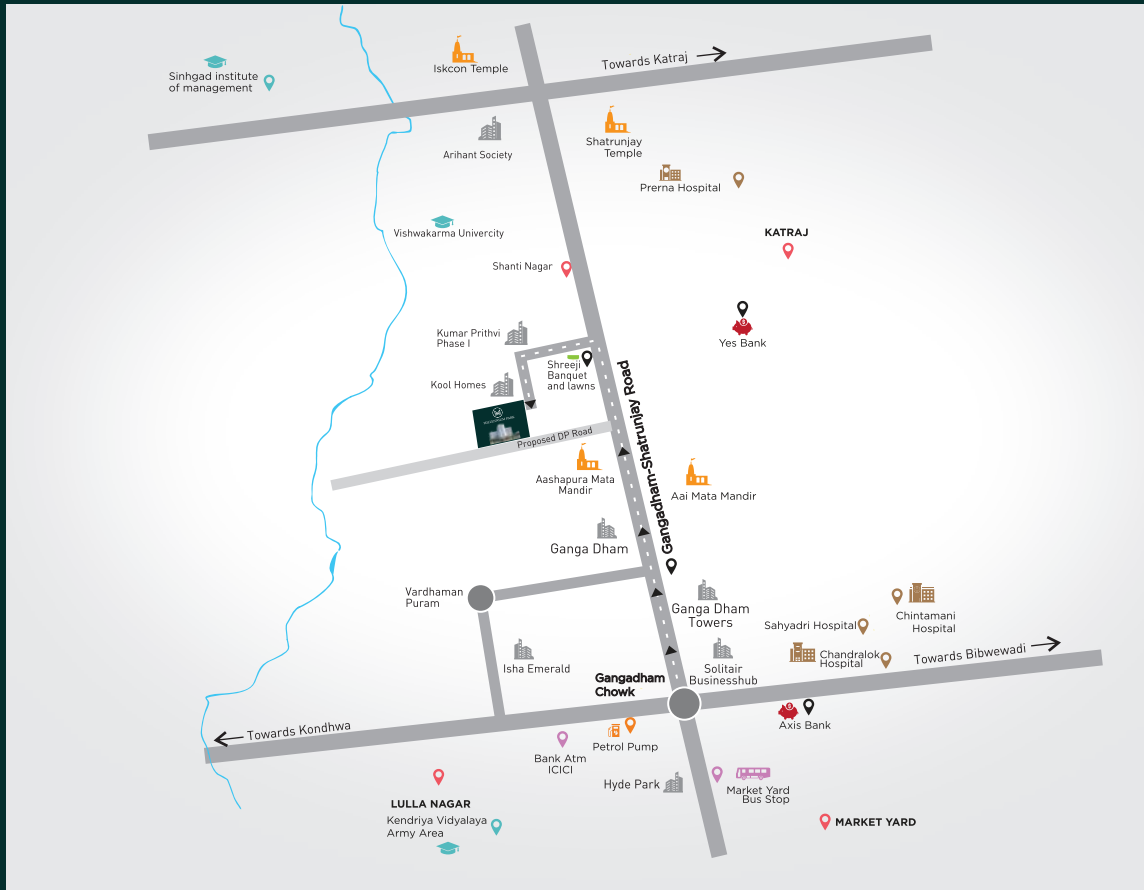 Iskcon Temple
Towards Katraj
Sinhgad institute
of management
Arihant Society
Shatrunjay
Temple
Prerna Hospital
Vishwakarma Univercity
KATRAJ
Shanti Nagar
Kumar Prithvi
Phase I
Yes Bank
Shreeji
Banquet
and lawns
Kool Homes
Gangadham-Shatrunjay Road
Proposed DP Road
Aashapura Mata
Mandir
Aai Mata Mandir
Ganga Dham
Vardhaman
Puram
Ganga Dham
Towers
Chintamani
Hospital
Sahyadri Hospital
Chandralok
Hospital
Towards Bibwewadi
Isha Emerald
Solitair
Businesshub
Gangadham
Chowk
Towards Kondhwa
Axis Bank
Petrol Pump
Bank Atm
ICICI
Hyde Park
Market Yard
Bus Stop
LULLA NAGAR
Kendriya Vidyalaya
Army Area
MARKET YARD